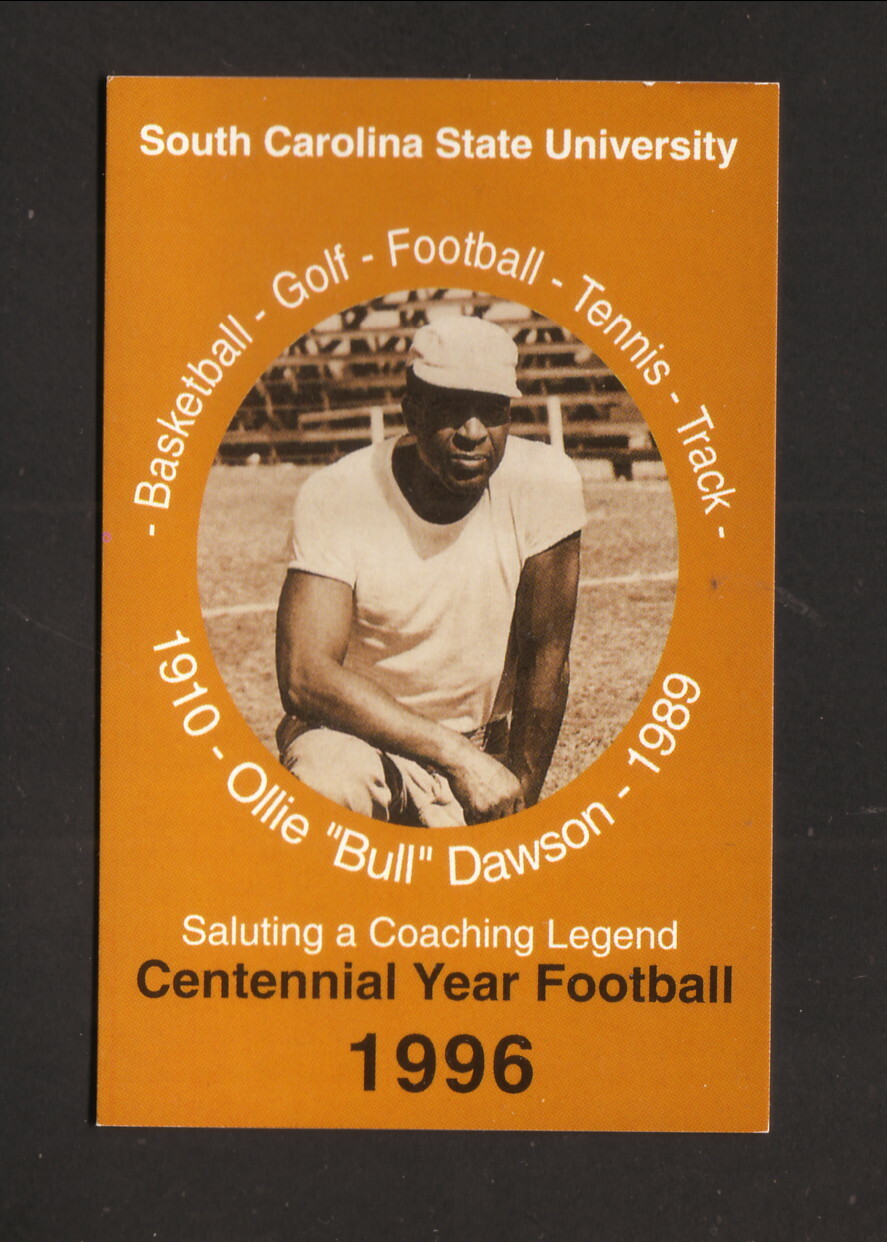 South Carolina State University
- Basketball - Golf - Football - Tennis - Track -
1910 - Ollie "Bull" Dawson - 1989
Saluting a Coaching Legend
Centennial Year Football
1996